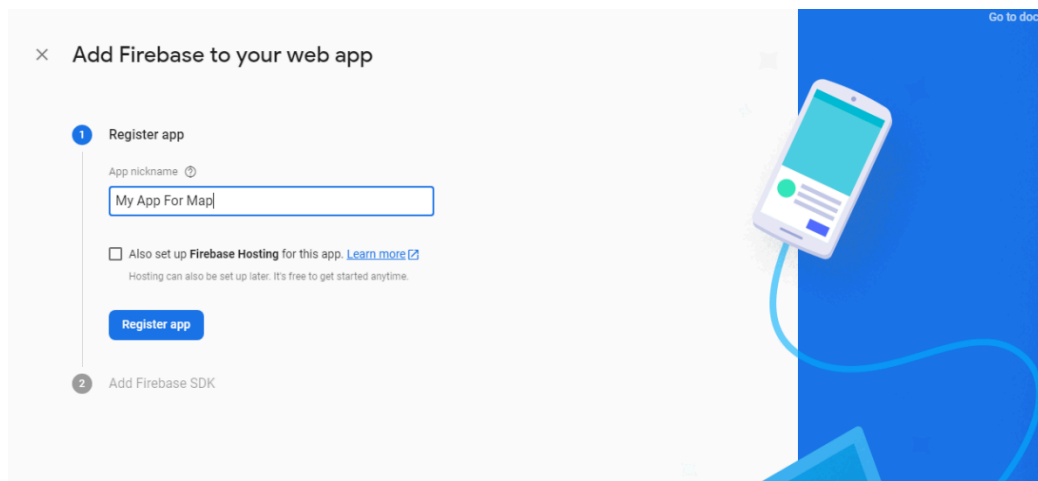 Go to doc
Add Firebase to your web app
1 Register app
App nickname
My App For Map
Also set up Firebase Hosting for this app. Learn more
Hosting can also be set up later. It's free to get started anytime.
Register app
2 Add Firebase SDK